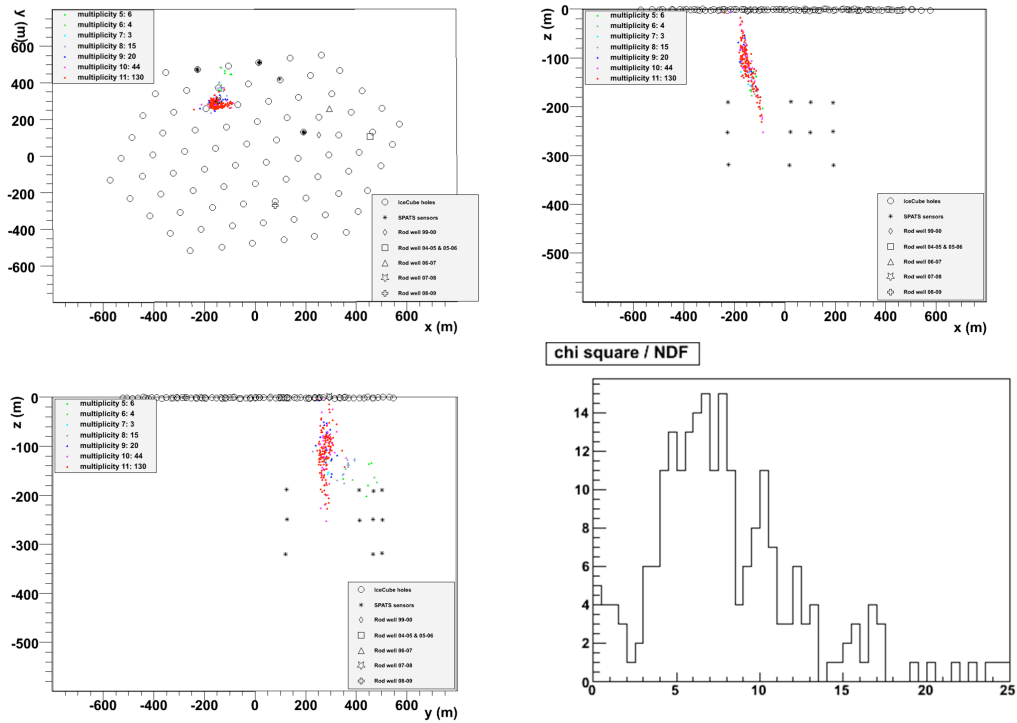 y (m)
600
400
200
0
-200
-400
-600
-600 -400 -200 0 200 400 600
x (m)
multiplicity 5: 6
multiplicity 6: 4
multiplicity 7: 3
multiplicity 8: 15
multiplicity 9: 20
multiplicity 10: 44
multiplicity 11: 130
IceCube holes
SPATS sensors
Rod well 99-00
Rod well 04-05 & 05-06
Rod well 06-07
Rod well 07-08
Rod well 08-09
z (m)
0
-100
-200
-300
-400
-500
-600 -400 -200 0 200 400 600
x (m)
multiplicity 5: 6
multiplicity 6: 4
multiplicity 7: 3
multiplicity 8: 15
multiplicity 9: 20
multiplicity 10: 44
multiplicity 11: 130
IceCube holes
SPATS sensors
Rod well 99-00
Rod well 04-05 & 05-06
Rod well 06-07
Rod well 07-08
Rod well 08-09
z (m)
0
-100
-200
-300
-400
-500
-600 -400 -200 0 200 400 600
y (m)
multiplicity 5: 6
multiplicity 6: 4
multiplicity 7: 3
multiplicity 8: 15
multiplicity 9: 20
multiplicity 10: 44
multiplicity 11: 130
IceCube holes
SPATS sensors
Rod well 99-00
Rod well 04-05 & 05-06
Rod well 06-07
Rod well 07-08
Rod well 08-09
chi square / NDF
14
12
10
8
6
4
2
0
0 5 10 15 20 25